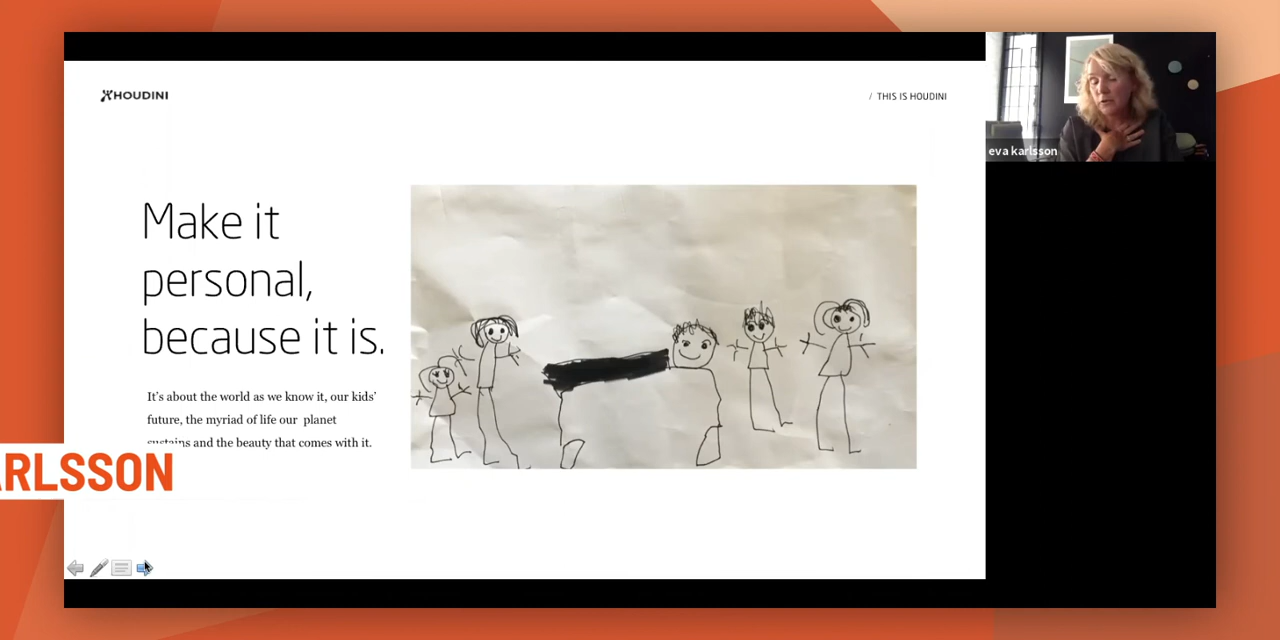 HOUDINI
/ THIS IS HOUDINI
eva karlsson
Make it
personal,
because it is.
It's about the world as we know it, our kids'
future, the myriad of life our planet
sustains and the beauty that comes with it.
ARLSSON